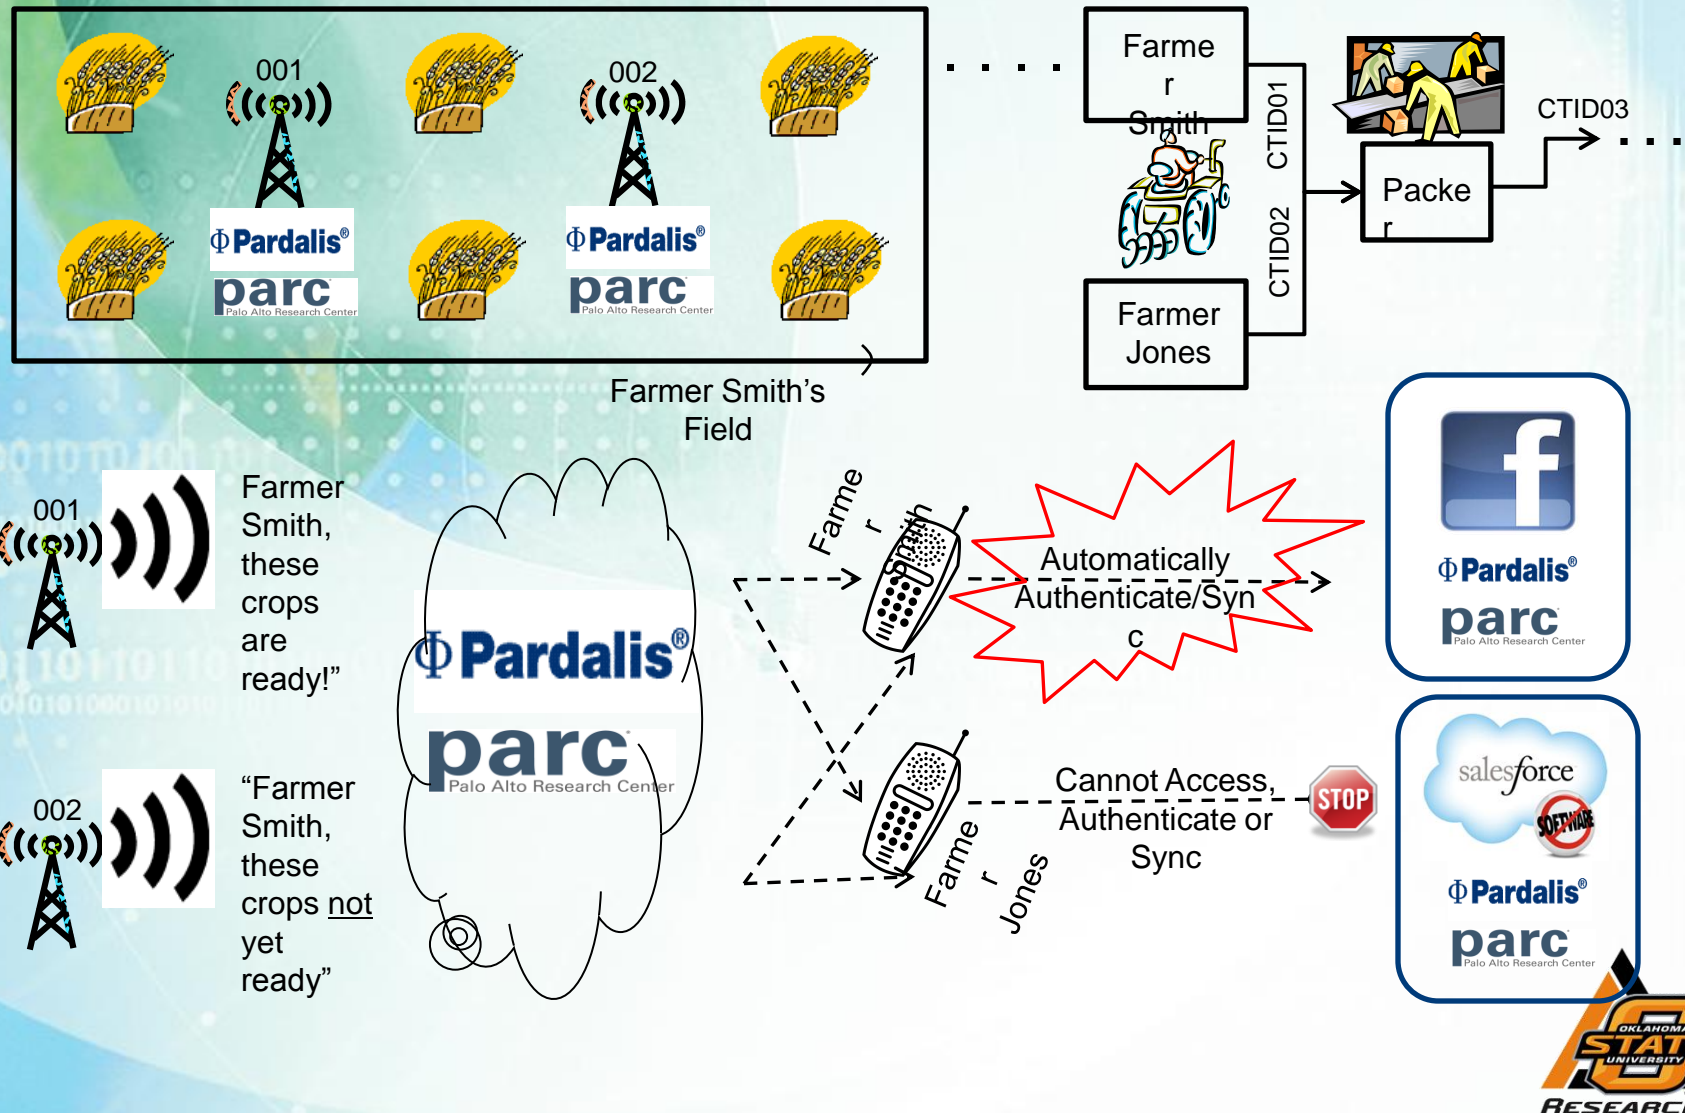 001
002
Φ Pardalis®
parc
Palo Alto Research Center
Φ Pardalis®
parc
Palo Alto Research Center
Farmer Smith’s
Field
. . . .
Farme
r
Smith
CTID01
CTID02
Farmer
Jones
Packe
r
CTID03
. . .
001
Farmer
Smith,
these
crops
are
ready!”
002
“Farmer
Smith,
these
crops not
yet
ready”
Φ Pardalis®
parc
Palo Alto Research Center
Farme
r
Smith
Automatically
Authenticate/Syn
c
Farme
r
Jones
Cannot Access,
Authenticate or
Sync
STOP
f
Φ Pardalis®
parc
Palo Alto Research Center
salesforce
SOFTWARE
Φ Pardalis®
parc
Palo Alto Research Center
OKLAHOMA
STATE
UNIVERSITY
RESEARCH